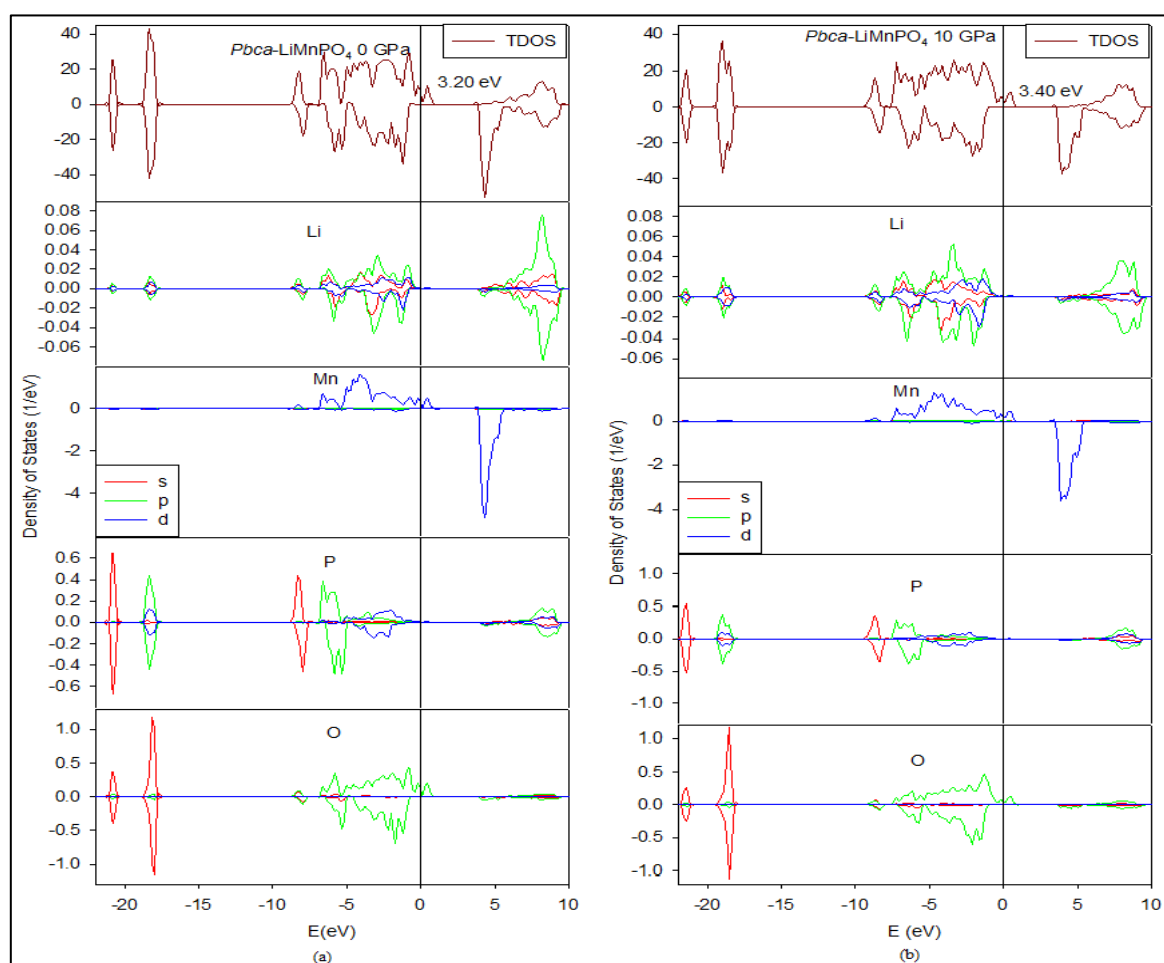 Pbca-LiMnPO4 0 GPa
TDOS
3.20 eV
40
20
0
-20
-40
Li
0.08
0.06
0.04
0.02
0.00
-0.02
-0.04
-0.06
Mn
0
-2
-4
s
p
d
P
0.6
0.4
0.2
0.0
-0.2
-0.4
-0.6
O
1.0
0.5
0.0
-0.5
-1.0
Density of States (1/eV)
-20
-15
-10
-5
0
5
10
E(eV)
(a)
Pbca-LiMnPO4 10 GPa
TDOS
3.40 eV
40
20
0
-20
-40
Li
0.08
0.06
0.04
0.02
0.00
-0.02
-0.04
-0.06
Mn
0
-2
-4
s
p
d
P
1.0
0.5
0.0
-0.5
-1.0
O
1.0
0.5
0.0
-0.5
-1.0
Density of States (1/eV)
-20
-15
-10
-5
0
5
10
E (eV)
(b)